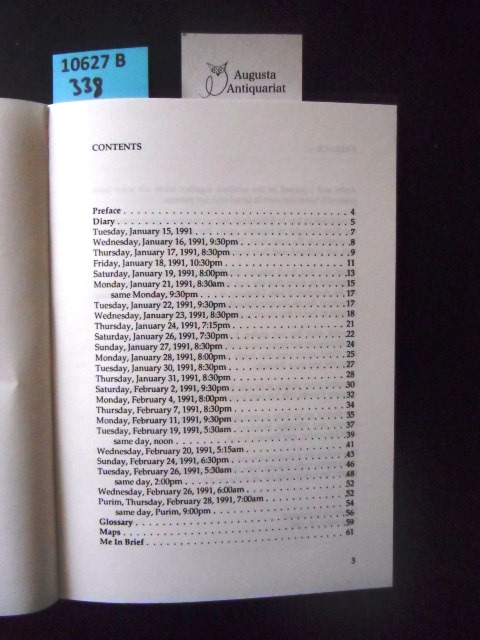 10627 B
338
Augusta
Antiquariat
CONTENTS
Preface . . . 4
Diary . . . 5
Tuesday, January 15, 1991 . . . 7
Wednesday, January 16, 1991, 9:30pm . . . 8
Thursday, January 17, 1991, 8:30pm . . . 9
Friday, January 18, 1991, 10:30pm . . . 11
Saturday, January 19, 1991, 8:00pm . . . 13
Monday, January 21, 1991, 8:30am . . . 15
same Monday, 9:30pm . . . 17
Tuesday, January 22, 1991, 9:30pm . . . 17
Wednesday, January 23, 1991, 8:30pm . . . 18
Thursday, January 24, 1991, 7:15pm . . . 21
Saturday, January 26, 1991, 7:30pm . . . 22
Sunday, January 27, 1991, 8:30pm . . . 24
Monday, January 28, 1991, 8:00pm . . . 25
Tuesday, January 30, 1991, 8:30pm . . . 27
Thursday, January 31, 1991, 8:30pm . . . 28
Saturday, February 2, 1991, 9:30pm . . . 30
Monday, February 4, 1991, 8:00pm . . . 32
Thursday, February 7, 1991, 8:30pm . . . 34
Monday, February 11, 1991, 9:30pm . . . 35
Tuesday, February 19, 1991, 5:30am . . . 37
same day, noon . . . 39
Wednesday, February 20, 1991, 5:15am . . . 41
Sunday, February 24, 1991, 6:30pm . . . 43
Tuesday, February 26, 1991, 5:30am . . . 46
same day, 2:00pm . . . 48
Wednesday, February 26, 1991, 6:00am . . . 52
Purim, Thursday, February 28, 1991, 7:00am . . . 52
same day, Purim, 9:00pm . . . 54
Glossary . . . 56
Maps . . . 59
Me In Brief . . . 61
3